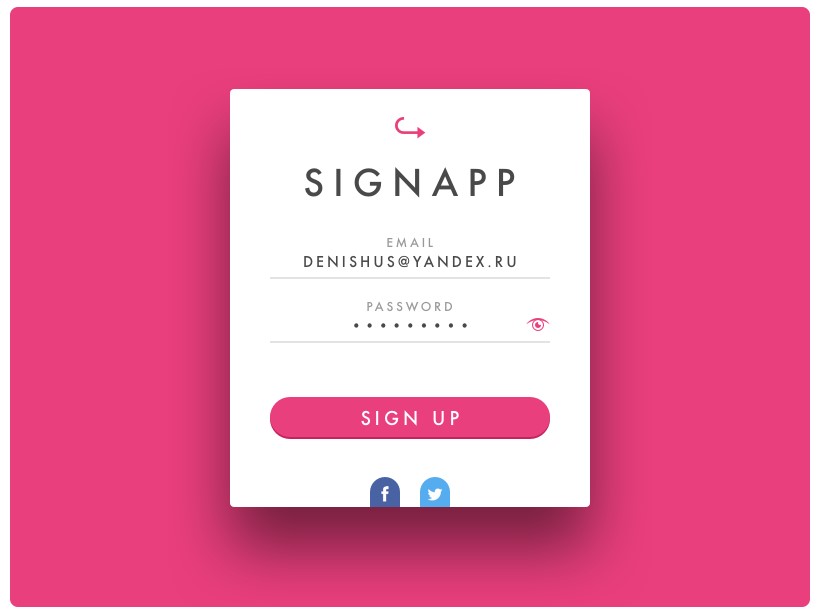 SIGNAPP
EMAIL
DENISHUS@YANDEX.RU
PASSWORD
•••••••••
SIGN UP
f